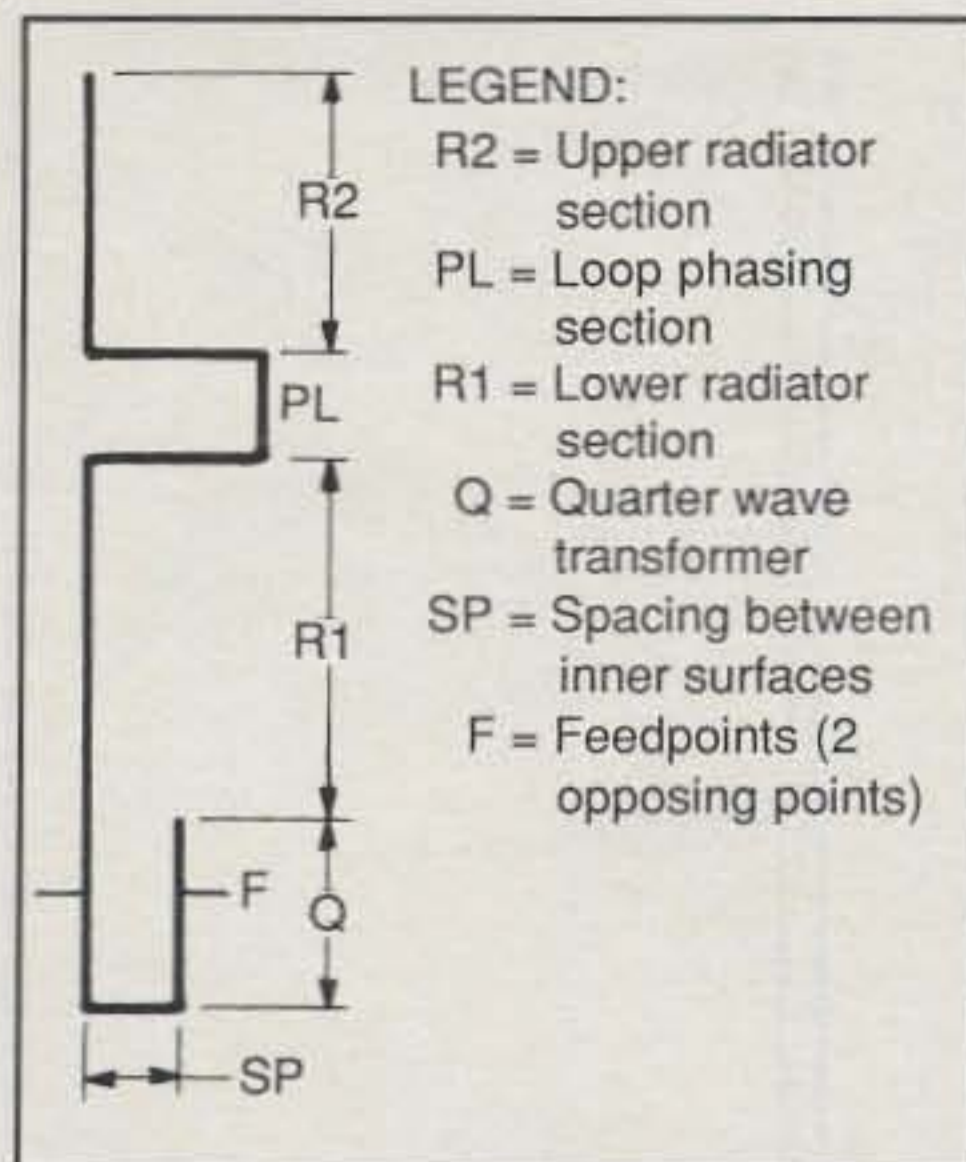 LEGEND:
R2 = Upper radiator
section
PL = Loop phasing
section
R1 = Lower radiator
section
Q = Quarter wave
transformer
SP = Spacing between
inner surfaces
F = Feedpoints (2
opposing points)
R2
PL
R1
F
Q
SP